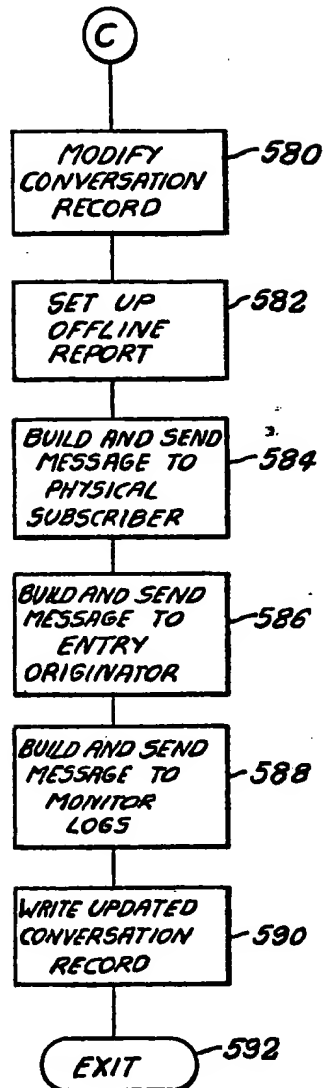 C
MODIFY
CONVERSATION
RECORD
580
SET UP
OFFLINE
REPORT
582
BUILD AND SEND
MESSAGE TO
PHYSICAL
SUBSCRIBER
584
BUILD AND SEND
MESSAGE TO
ENTRY
ORIGINATOR
586
BUILD AND SEND
MESSAGE TO
MONITOR
LOGS
588
WRITE UPDATED
CONVERSATION
RECORD
590
EXIT
592